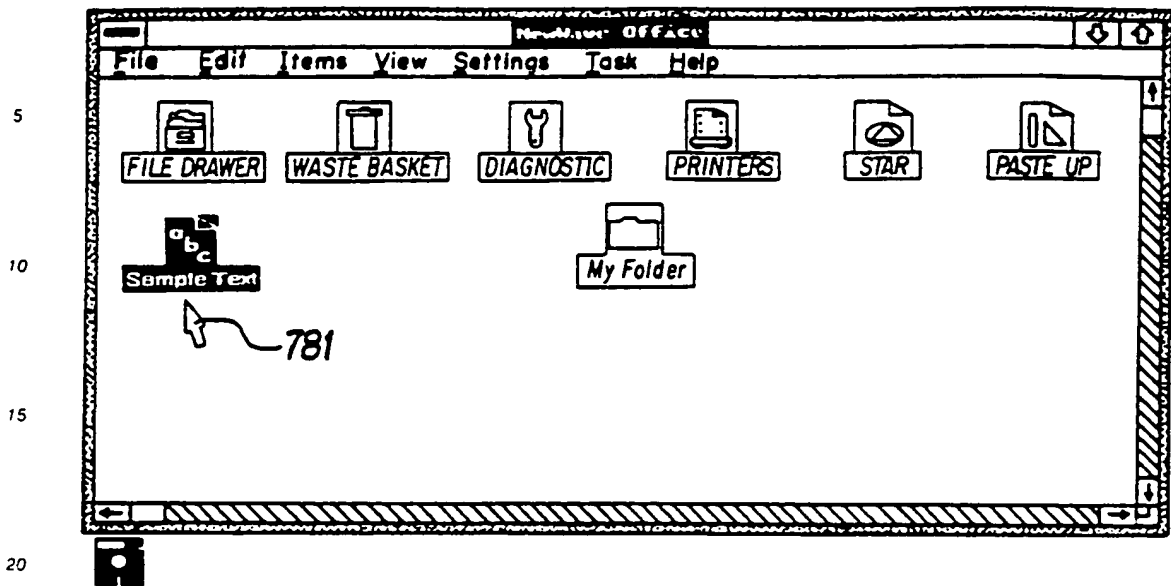 NewWave Office
File Edit Items View Settings Task Help
5
FILE DRAWER WASTE BASKET DIAGNOSTIC PRINTERS STAR PASTE UP
abc
10
Sample Text My Folder
781
15
20